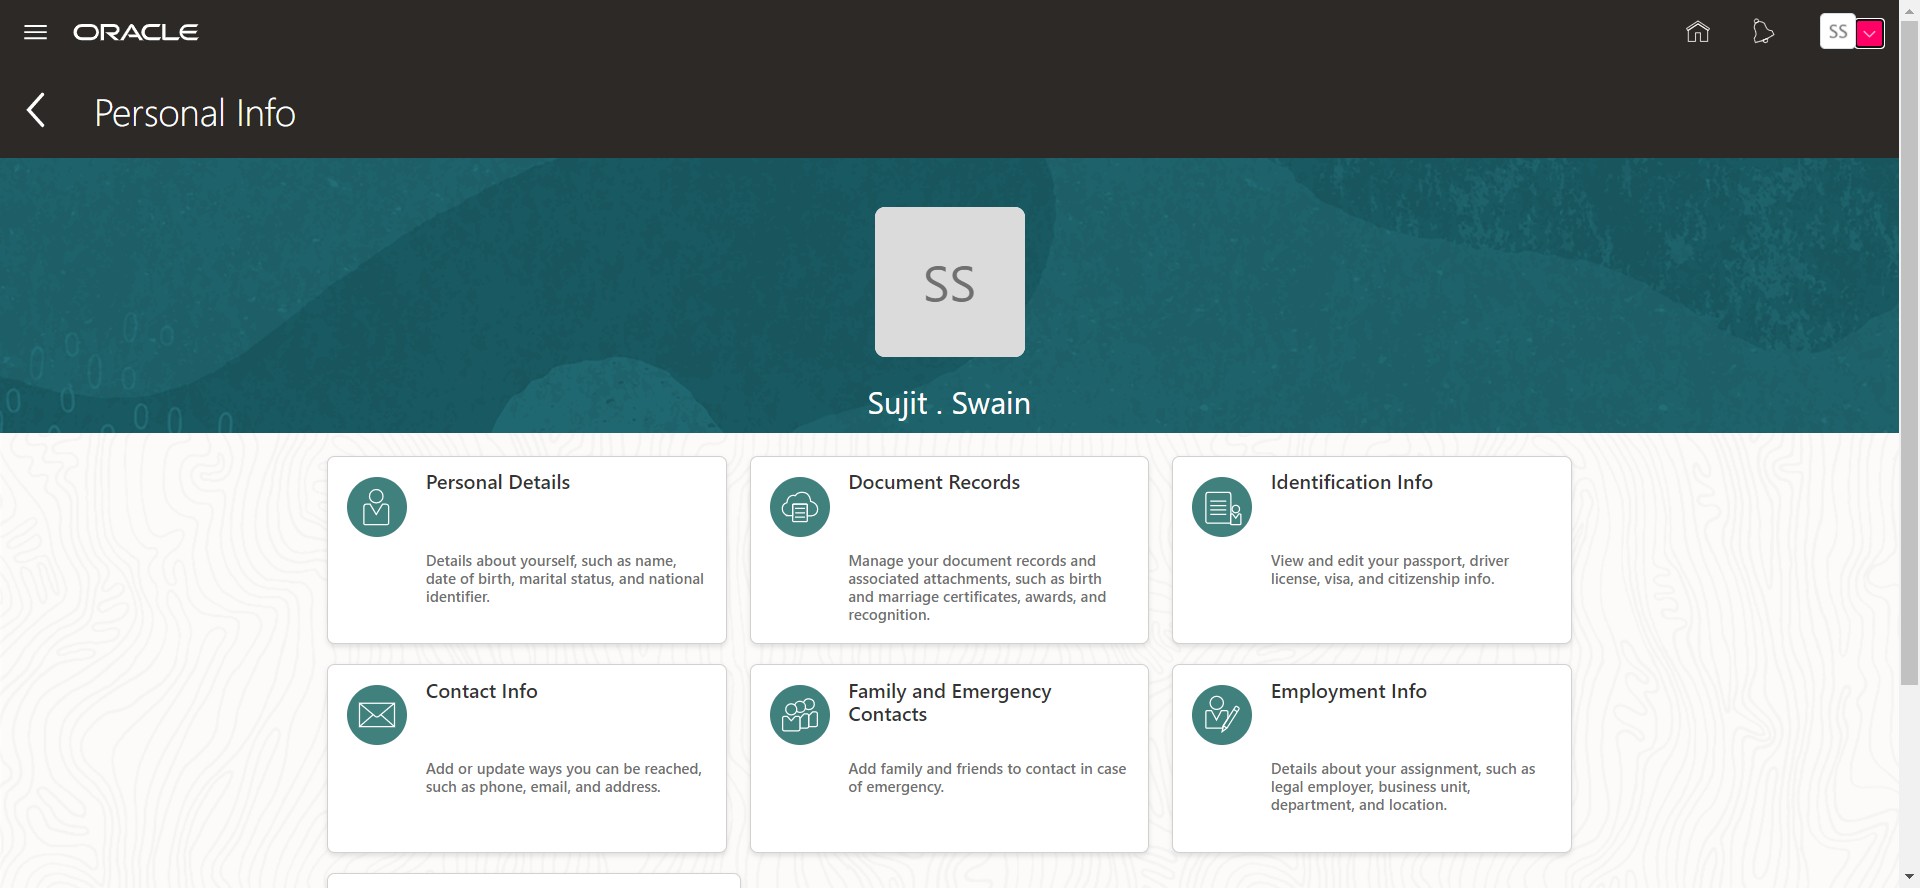 ORACLE
SS
Personal Info
SS
Sujit . Swain
Personal Details
Details about yourself, such as name,
date of birth, marital status, and national
identifier.
Document Records
Manage your document records and
associated attachments, such as birth
and marriage certificates, awards, and
recognition.
Identification Info
View and edit your passport, driver
license, visa, and citizenship info.
Contact Info
Add or update ways you can be reached,
such as phone, email, and address.
Family and Emergency
Contacts
Add family and friends to contact in case
of emergency.
Employment Info
Details about your assignment, such as
legal employer, business unit,
department, and location.